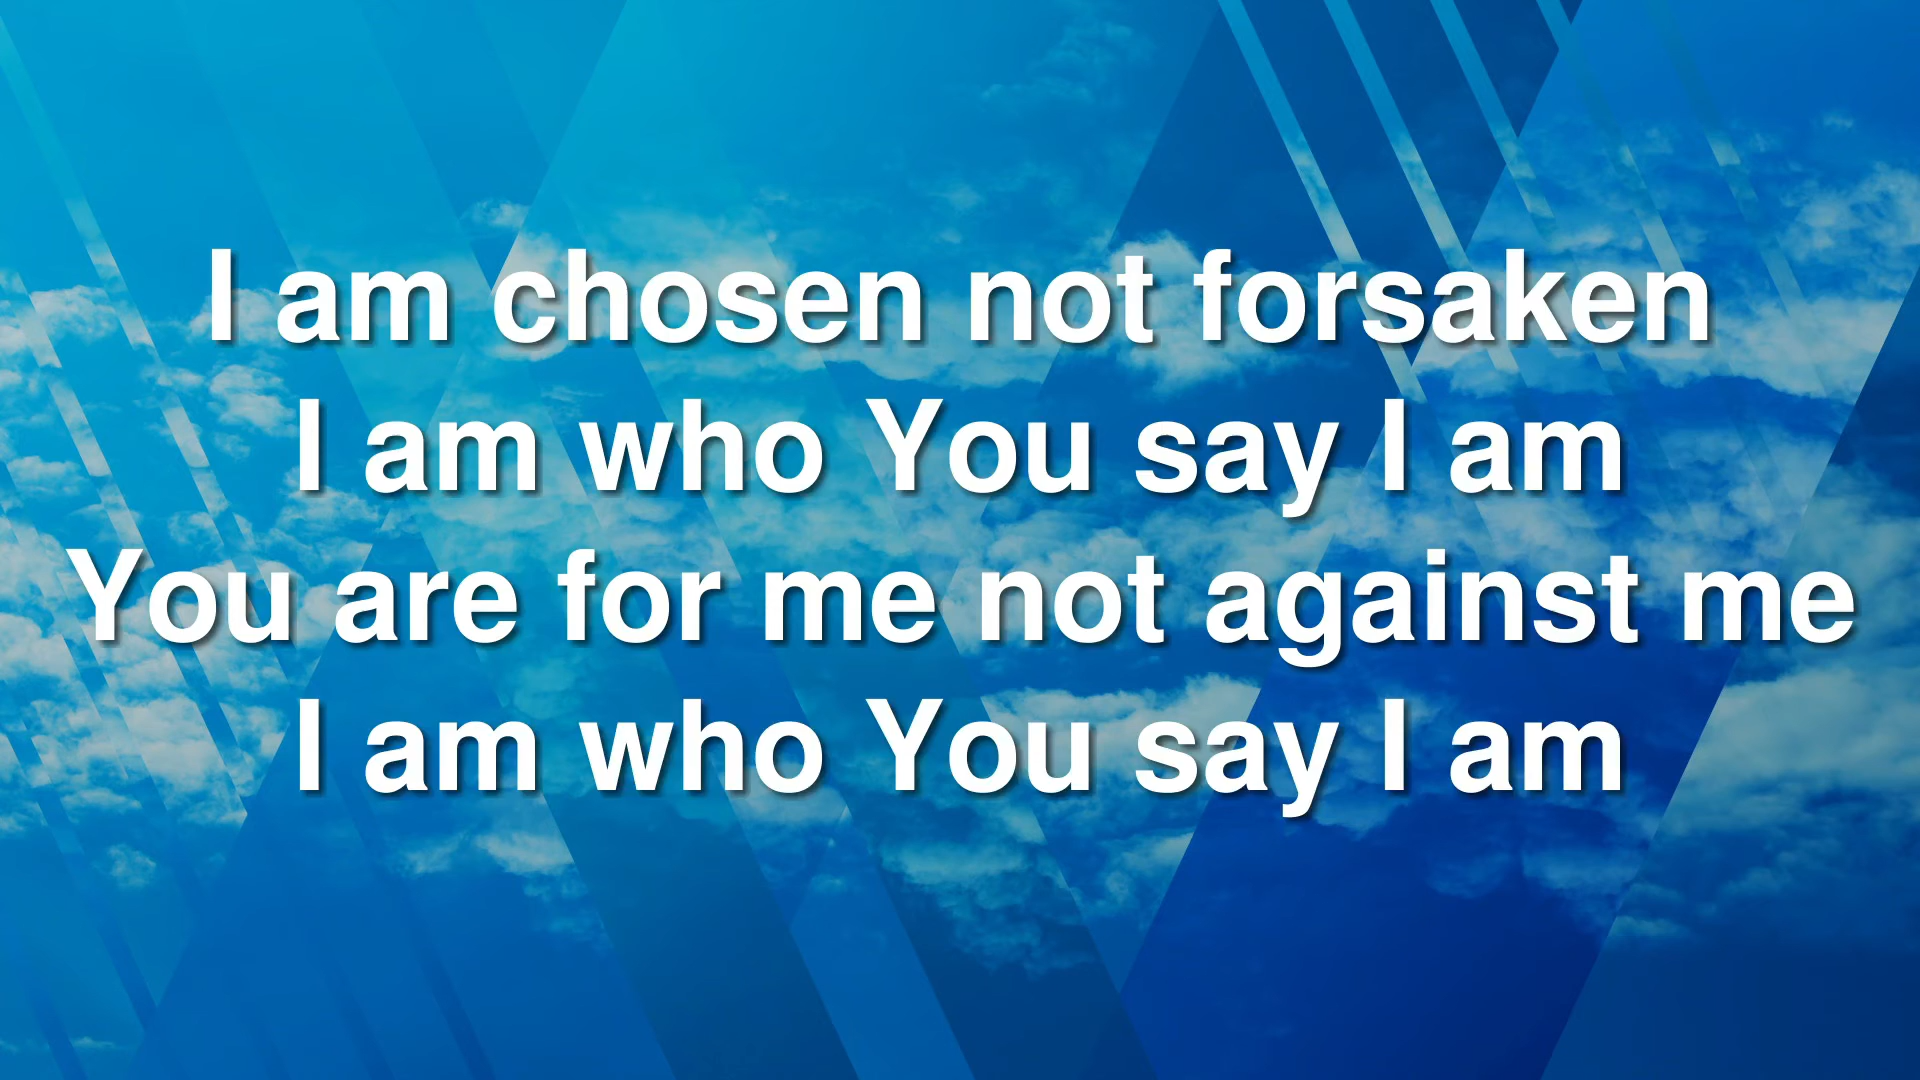 I am chosen not forsaken
I am who You say I am
You are for me not against me
I am who You say I am